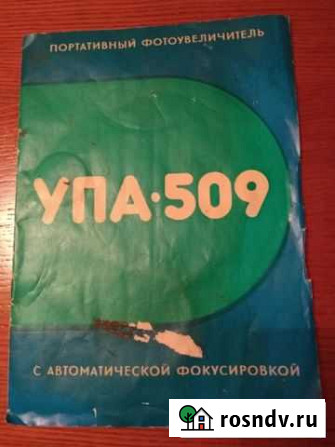 ПОРТАТИВНЫЙ ФОТОУВЕЛИЧИТЕЛЬ
УПА·509
С АВТОМАТИЧЕСКОЙ ФОКУСИРОВКОЙ
rosndv.ru